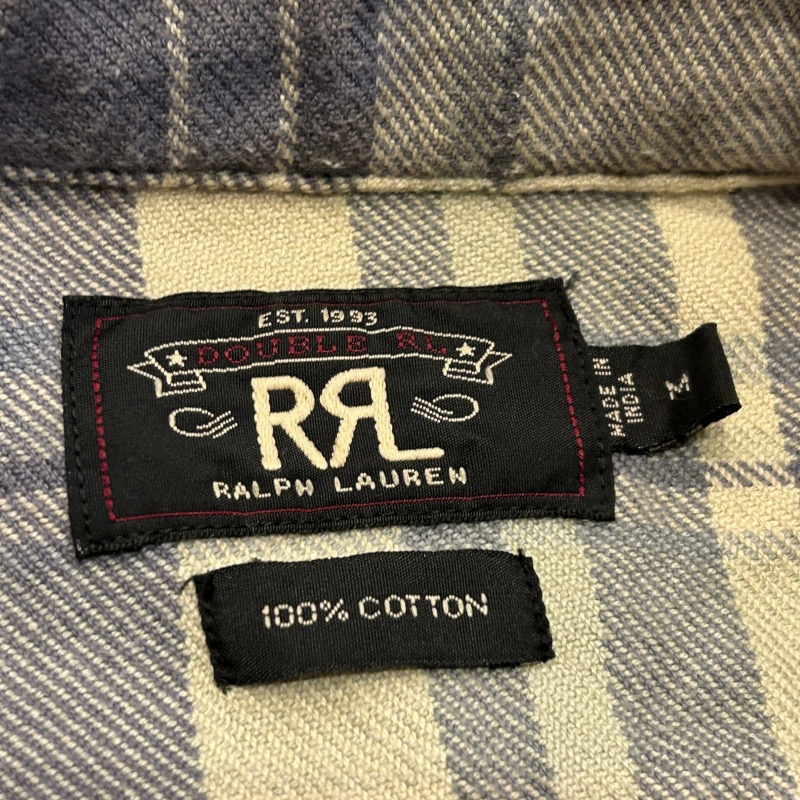 EST. 1993
DOUBLE RL
RRL
RALPH LAUREN
MADE IN
INDIA
M
100% COTTON